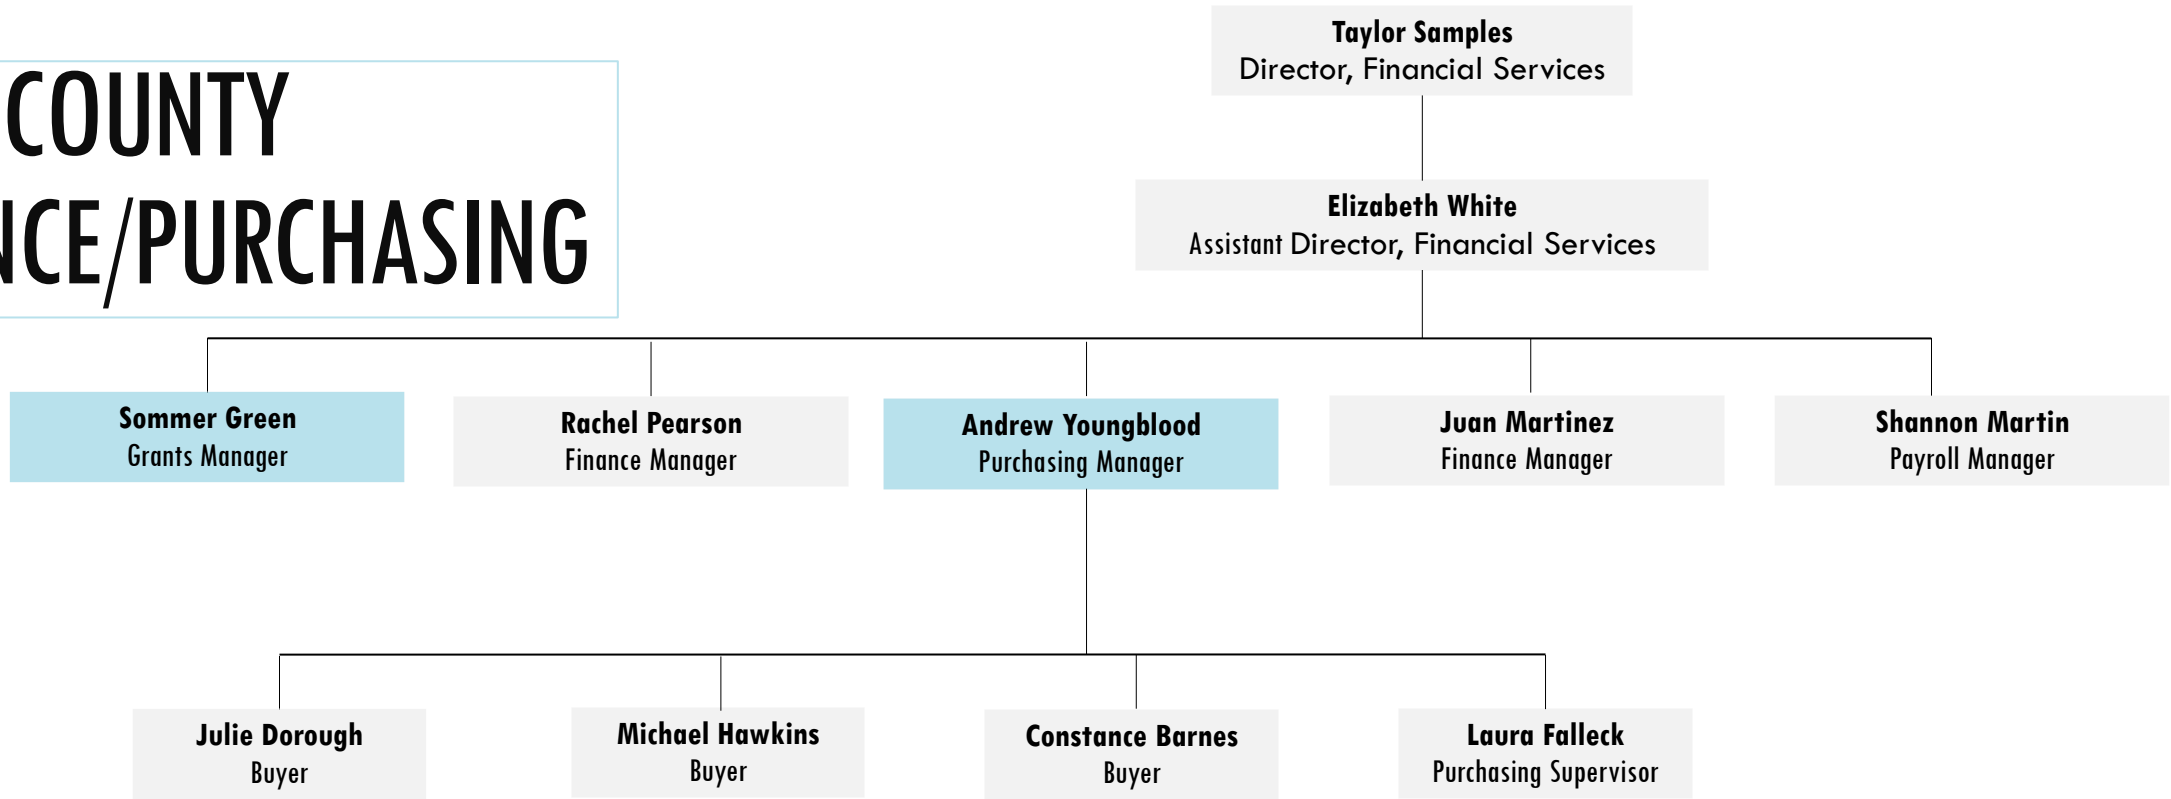 COUNTY
NCE/PURCHASING
Taylor Samples
Director, Financial Services
Elizabeth White
Assistant Director, Financial Services
Sommer Green
Grants Manager
Rachel Pearson
Finance Manager
Andrew Youngblood
Purchasing Manager
Juan Martinez
Finance Manager
Shannon Martin
Payroll Manager
Julie Dorough
Buyer
Michael Hawkins
Buyer
Constance Barnes
Buyer
Laura Falleck
Purchasing Supervisor